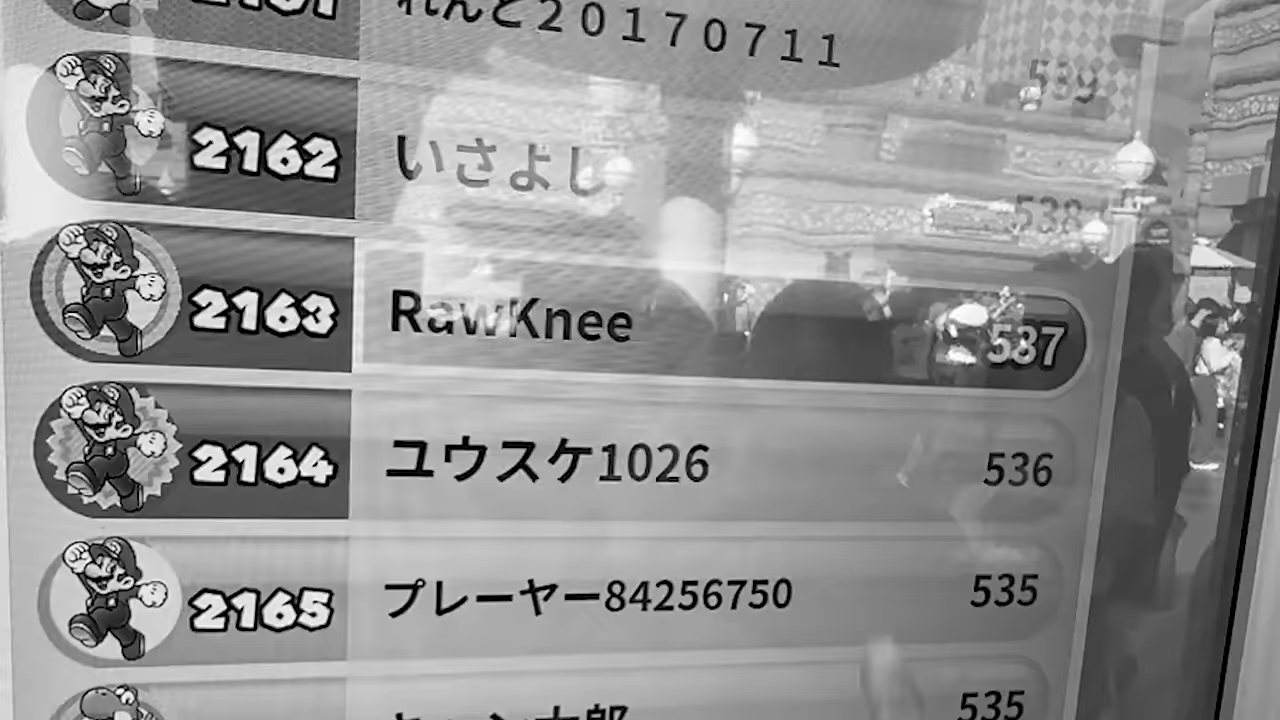 れんと２０１７０７１１
539
2162 いさよし 538
2163 RawKnee 537
2164 ユウスケ1026 536
2165 プレーヤー84256750 535
535